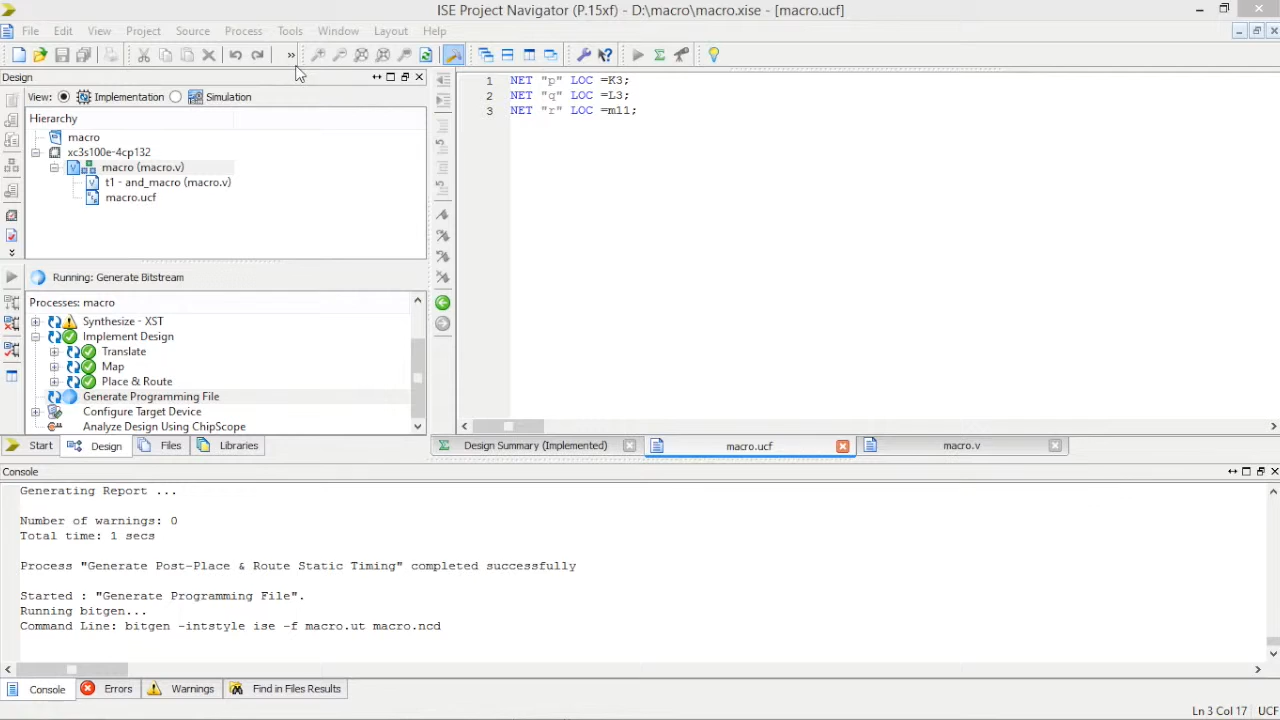 ISE Project Navigator (P.15xf) - D:\macro\macro.xise - [macro.ucf]
File Edit View Project Source Process Tools Window Layout Help
Design
View: Implementation Simulation
Hierarchy
macro
xc3s100e-4cp132
macro (macro.v)
t1 - and_macro (macro.v)
macro.ucf
Running: Generate Bitstream
Processes: macro
Synthesize - XST
Implement Design
Translate
Map
Place & Route
Generate Programming File
Configure Target Device
Analyze Design Using ChipScope
Start Design Files Libraries
1 NET "p" LOC =K3;
2 NET "q" LOC =L3;
3 NET "r" LOC =m11;
Design Summary (Implemented) macro.ucf macro.v
Console
Generating Report ...
Number of warnings: 0
Total time: 1 secs
Process "Generate Post-Place & Route Static Timing" completed successfully
Started : "Generate Programming File".
Running bitgen...
Command Line: bitgen -intstyle ise -f macro.ut macro.ncd
Console Errors Warnings Find in Files Results
Ln 3 Col 17 UCF